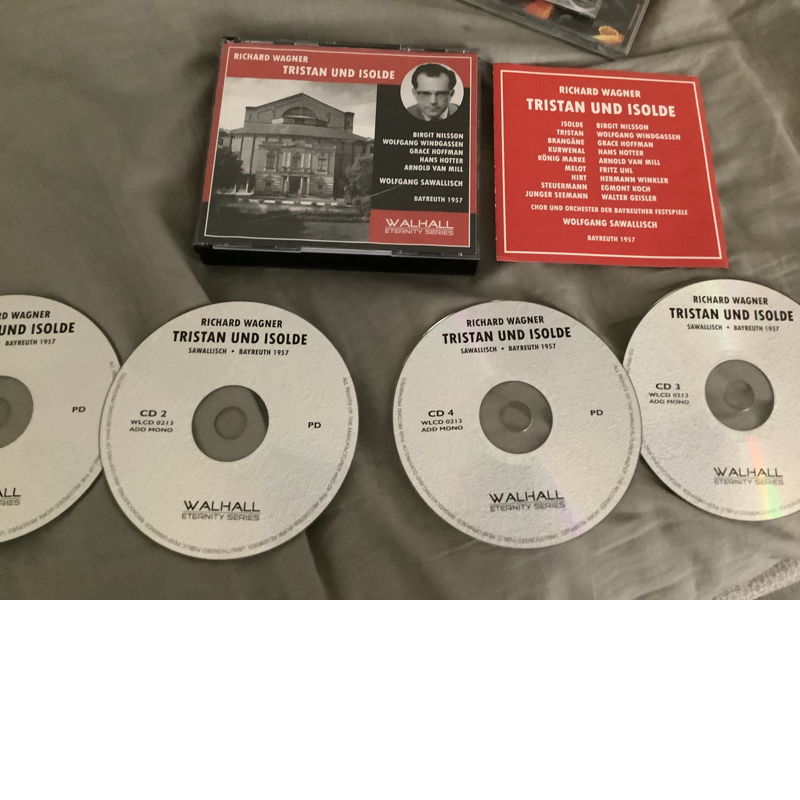 RICHARD WAGNER
TRISTAN UND ISOLDE
BIRGIT NILSSON
WOLFGANG WINDGASSEN
GRACE HOFFMAN
HANS HOTTER
ARNOLD VAN MILL
WOLFGANG SAWALLISCH
BAYREUTH 1957
WALHALL
ETERNITY SERIES
RICHARD WAGNER
TRISTAN UND ISOLDE
ISOLDE BIRGIT NILSSON
TRISTAN WOLFGANG WINDGASSEN
BRANGÄNE GRACE HOFFMAN
KURWENAL HANS HOTTER
KÖNIG MARKE ARNOLD VAN MILL
MELOT FRITZ UHL
HIRT HERMANN WINKLER
STEUERMANN EGMONT KOCH
JUNGER SEEMANN WALTER GEISLER
CHOR UND ORCHESTER DER BAYREUTHER FESTSPIELE
WOLFGANG SAWALLISCH
BAYREUTH 1957
RD WAGNER
UND ISOLDE
BAYREUTH 1957
PD
ALL
SERIES
RICHARD WAGNER
TRISTAN UND ISOLDE
SAWALLISCH • BAYREUTH 1957
CD 2
WLCD 0213
ADD MONO
PD
WALHALL
ETERNITY SERIES
RICHARD WAGNER
TRISTAN UND ISOLDE
SAWALLISCH • BAYREUTH 1957
CD 4
WLCD 0213
ADD MONO
PD
WALHALL
ETERNITY SERIES
RICHARD WAGNER
TRISTAN UND ISOLDE
SAWALLISCH • BAYREUTH 1957
CD 3
WLCD 0213
ADD MONO
WALHALL
ETERNITY SERIES